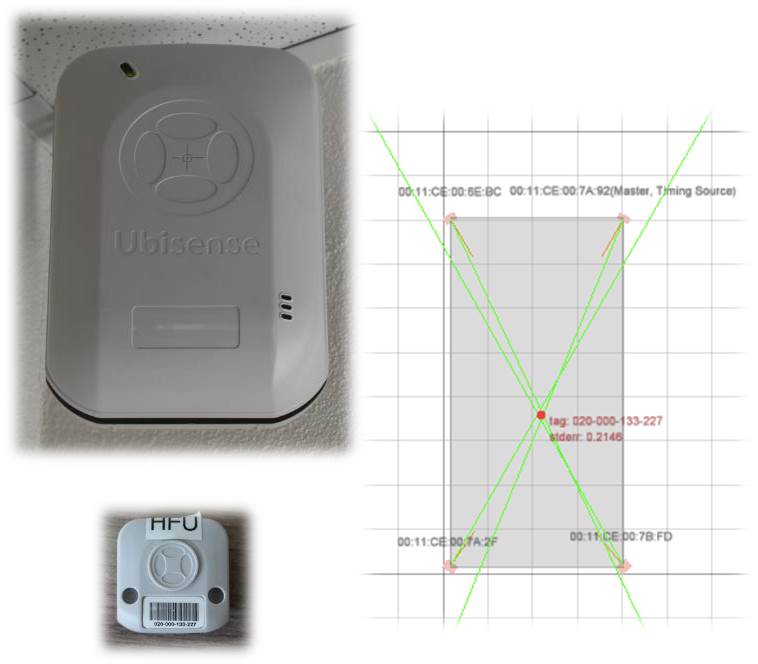 Ubisense
00:11:CE:00:6E:BC
00:11:CE:00:7A:92(Master, Timing Source)
tag: 020-000-133-227
stderr: 0.2146
00:11:CE:00:7A:2F
00:11:CE:00:7B:FD
HFU
020-000-133-227